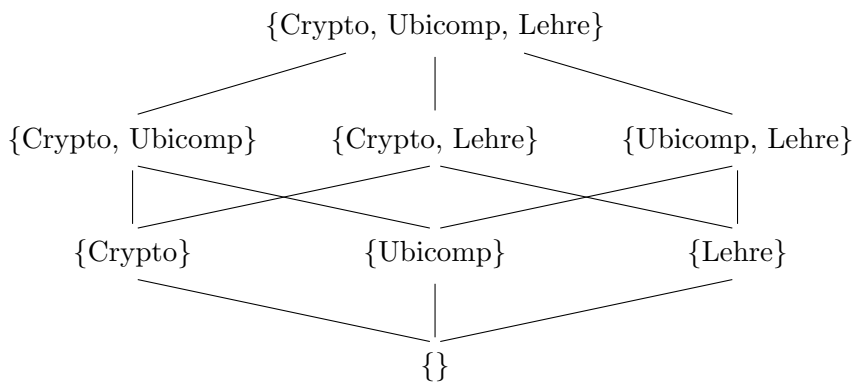 {Crypto, Ubicomp, Lehre}
{Crypto, Ubicomp} {Crypto, Lehre} {Ubicomp, Lehre}
{Crypto} {Ubicomp} {Lehre}
{}